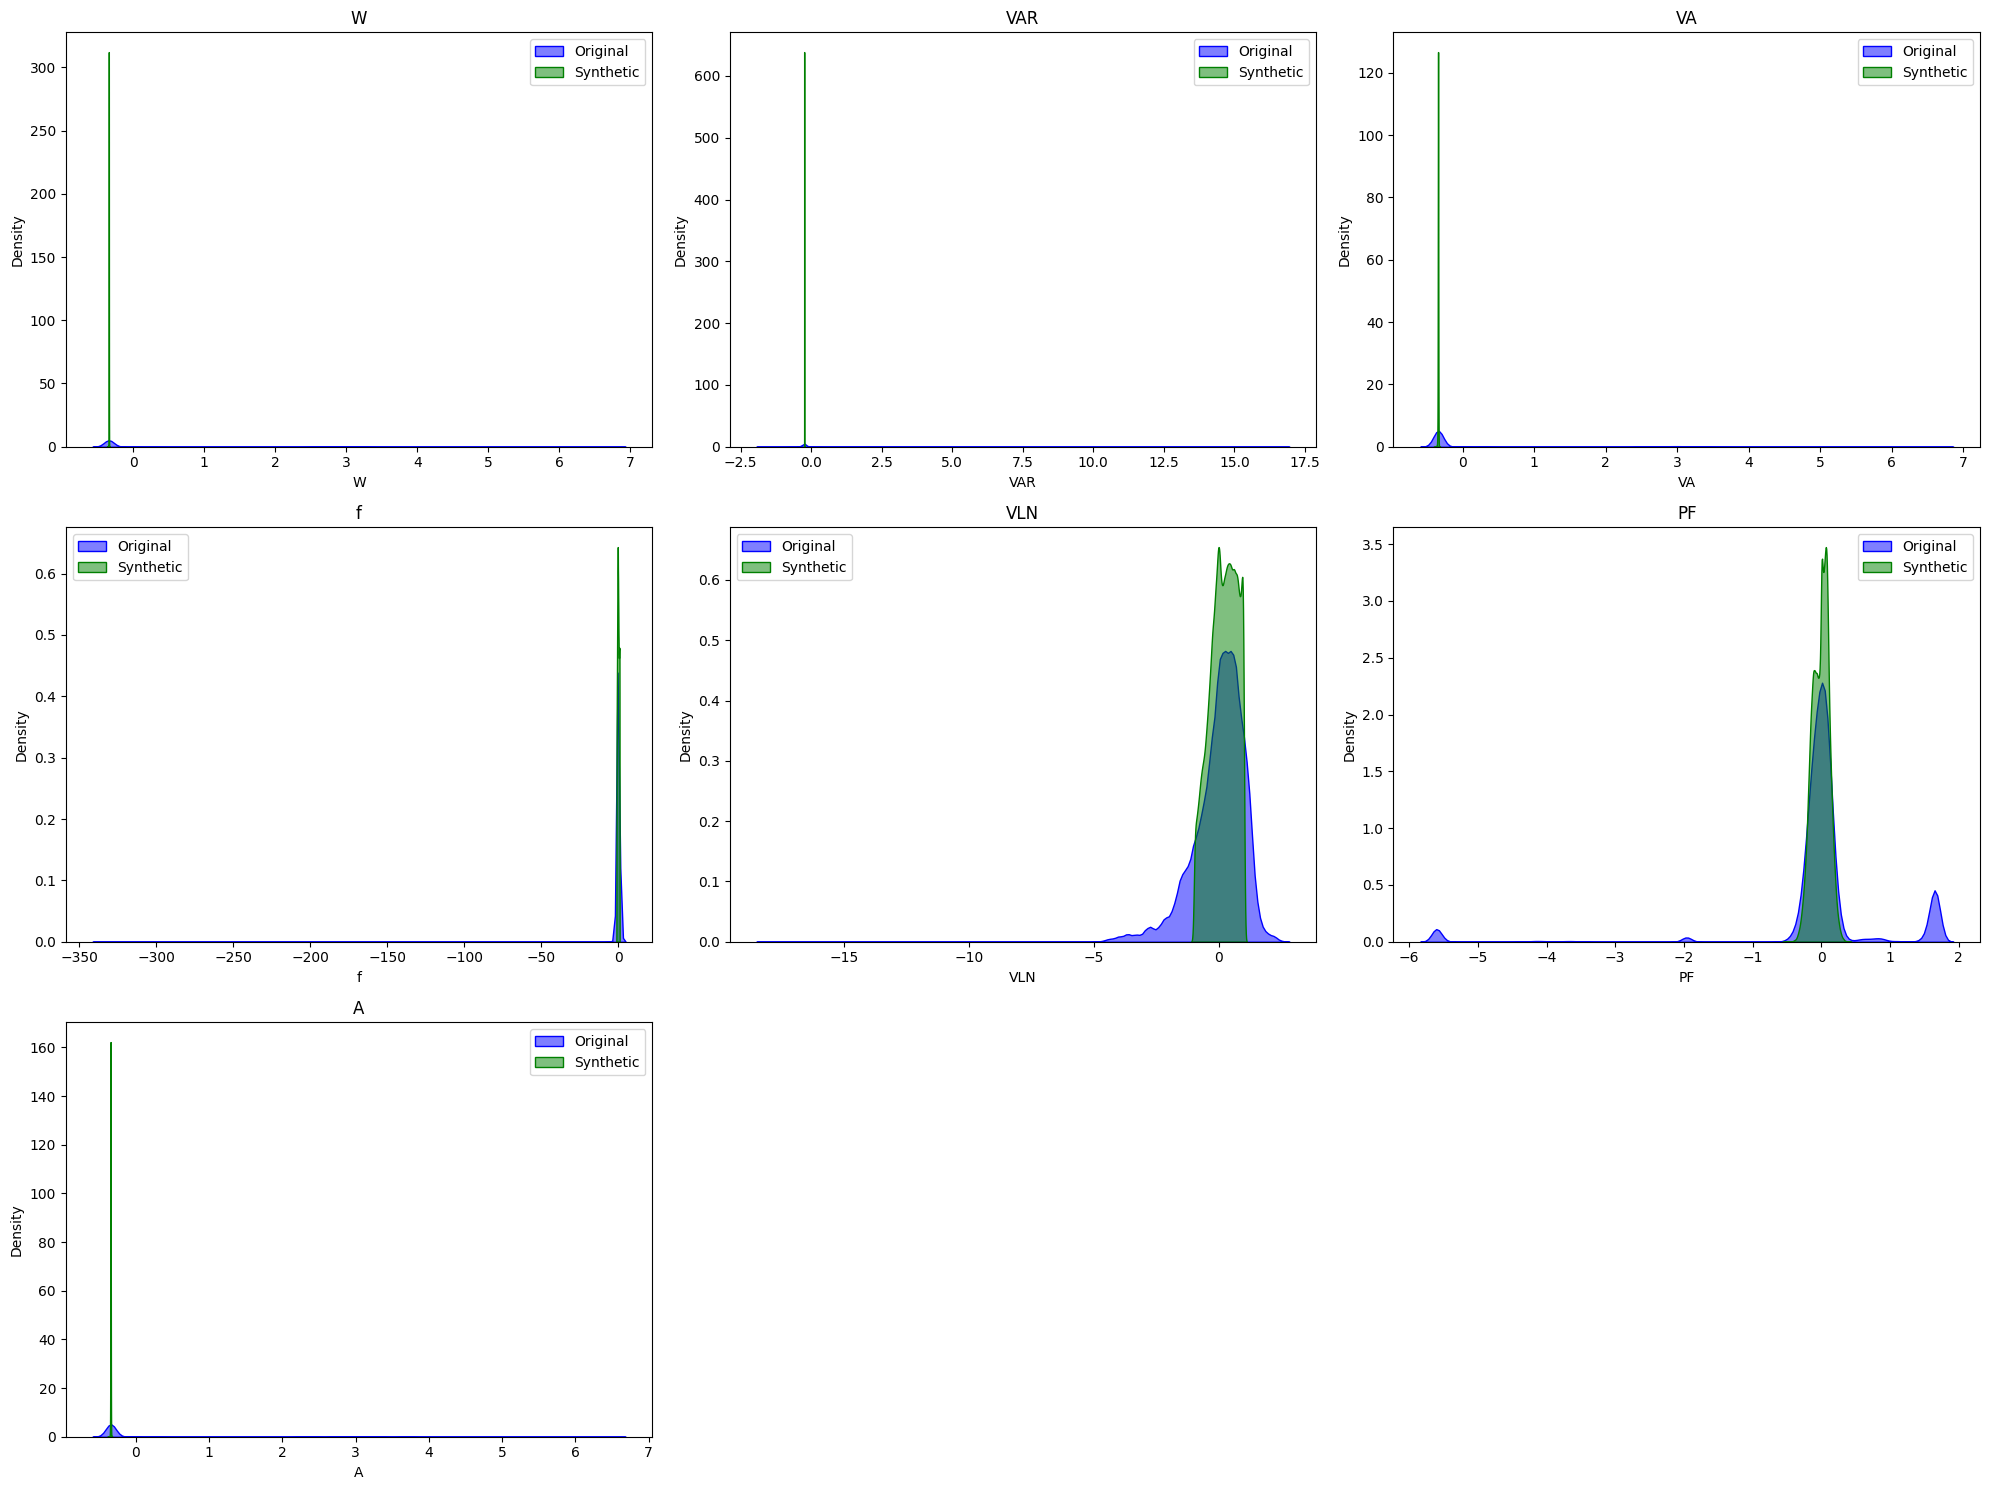 W
Density
300
250
200
150
100
50
0
Original
Synthetic
0 1 2 3 4 5 6 7
W
VAR
Density
600
500
400
300
200
100
0
Original
Synthetic
−2.5 0.0 2.5 5.0 7.5 10.0 12.5 15.0 17.5
VAR
VA
Density
120
100
80
60
40
20
0
Original
Synthetic
0 1 2 3 4 5 6 7
VA
f
Density
0.6
0.5
0.4
0.3
0.2
0.1
0.0
Original
Synthetic
−350 −300 −250 −200 −150 −100 −50 0
f
VLN
Density
0.6
0.5
0.4
0.3
0.2
0.1
0.0
Original
Synthetic
−15 −10 −5 0
VLN
PF
Density
3.5
3.0
2.5
2.0
1.5
1.0
0.5
0.0
Original
Synthetic
−6 −5 −4 −3 −2 −1 0 1 2
PF
A
Density
160
140
120
100
80
60
40
20
0
Original
Synthetic
0 1 2 3 4 5 6 7
A